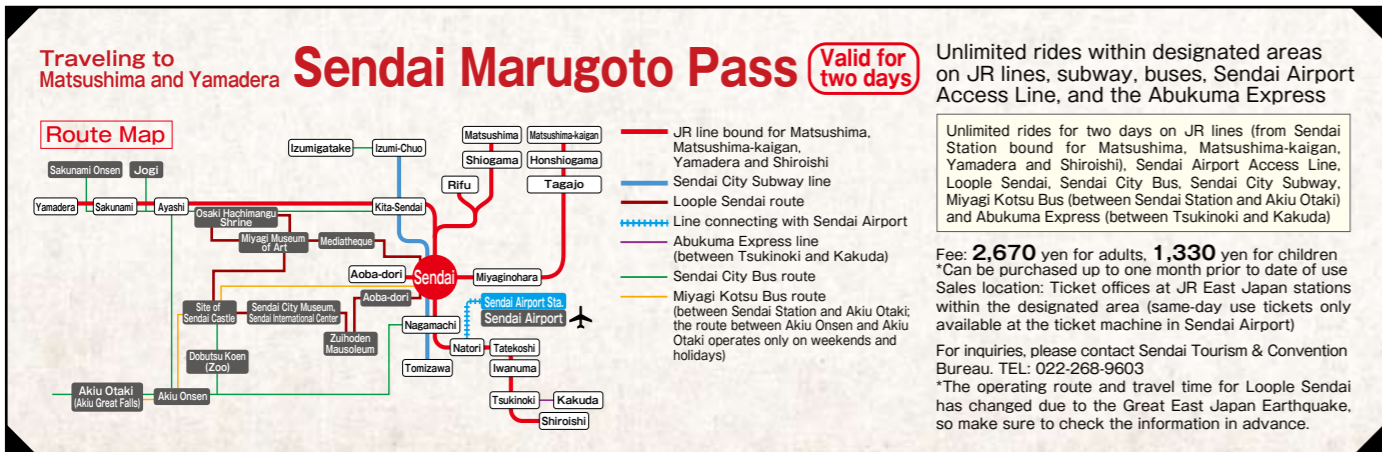 Traveling to
Matsushima and Yamadera
Sendai Marugoto Pass
Valid for
two days
Route Map
Izumigatake
Izumi-Chuo
Matsushima
Matsushima-kaigan
Shiogama
Honshiogama
Sakunami Onsen
Jogi
Rifu
Tagajo
Yamadera
Sakunami
Ayashi
Kita-Sendai
Osaki Hachimangu
Shrine
Miyagi Museum
of Art
Mediatheque
Sendai
Aoba-dori
Miyaginohara
Aoba-dori
Sendai Airport Sta.
Sendai Airport
Site of
Sendai Castle
Sendai City Museum,
Sendai International Center
Nagamachi
Zuihoden
Mausoleum
Natori
Tatekoshi
Dobutsu Koen
(Zoo)
Tomizawa
Iwanuma
Akiu Otaki
(Akiu Great Falls)
Akiu Onsen
Tsukinoki
Kakuda
Shiroishi
JR line bound for Matsushima,
Matsushima-kaigan,
Yamadera and Shiroishi
Sendai City Subway line
Loople Sendai route
Line connecting with Sendai Airport
Abukuma Express line
(between Tsukinoki and Kakuda)
Sendai City Bus route
Miyagi Kotsu Bus route
(between Sendai Station and Akiu Otaki;
the route between Akiu Onsen and Akiu
Otaki operates only on weekends and
holidays)
Unlimited rides within designated areas
on JR lines, subway, buses, Sendai Airport
Access Line, and the Abukuma Express
Unlimited rides for two days on JR lines (from Sendai
Station bound for Matsushima, Matsushima-kaigan,
Yamadera and Shiroishi), Sendai Airport Access Line,
Loople Sendai, Sendai City Bus, Sendai City Subway,
Miyagi Kotsu Bus (between Sendai Station and Akiu Otaki)
and Abukuma Express (between Tsukinoki and Kakuda)
Fee: 2,670 yen for adults, 1,330 yen for children
*Can be purchased up to one month prior to date of use
Sales location: Ticket offices at JR East Japan stations
within the designated area (same-day use tickets only
available at the ticket machine in Sendai Airport)
For inquiries, please contact Sendai Tourism & Convention
Bureau. TEL: 022-268-9603
*The operating route and travel time for Loople Sendai
has changed due to the Great East Japan Earthquake,
so make sure to check the information in advance.